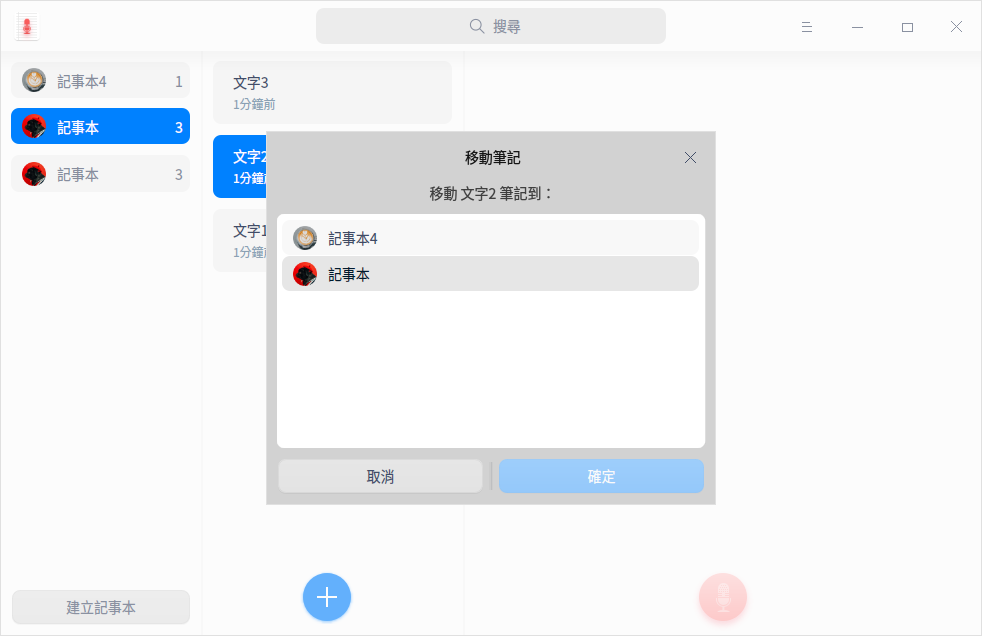 搜尋
記事本4
1
記事本
3
記事本
3
建立記事本
文字3
1分鐘前
文字2
1分鐘
文字1
1分鐘
移動筆記
移動 文字2 筆記到：
記事本4
記事本
取消
確定